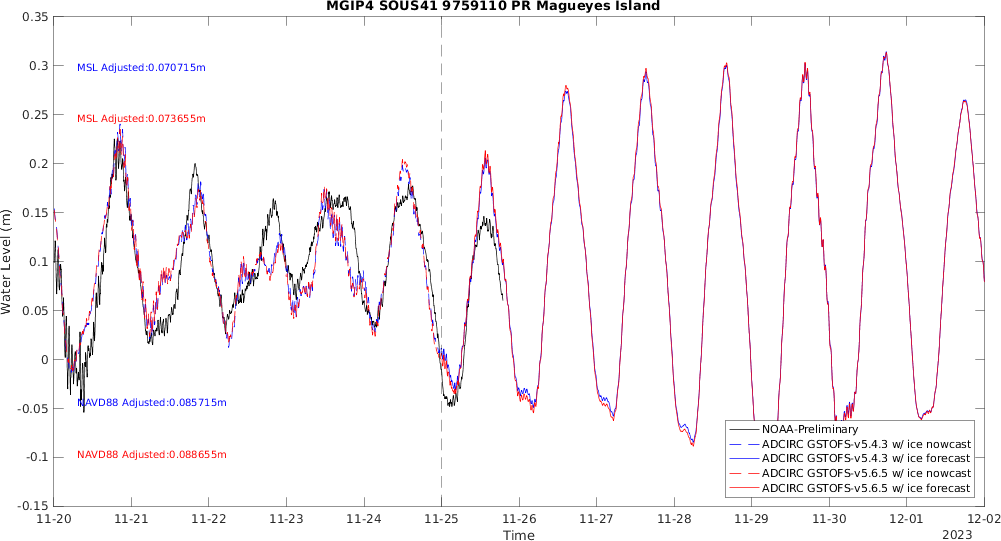 MGIP4 SOUS41 9759110 PR Magueyes Island
0.35
0.3
0.25
0.2
0.15
0.1
0.05
0
-0.05
-0.1
-0.15
Water Level (m)
MSL Adjusted:0.070715m
MSL Adjusted:0.073655m
NAVD88 Adjusted:0.085715m
NAVD88 Adjusted:0.088655m
NOAA-Preliminary
ADCIRC GSTOFS-v5.4.3 w/ ice nowcast
ADCIRC GSTOFS-v5.4.3 w/ ice forecast
ADCIRC GSTOFS-v5.6.5 w/ ice nowcast
ADCIRC GSTOFS-v5.6.5 w/ ice forecast
11-20 11-21 11-22 11-23 11-24 11-25 11-26 11-27 11-28 11-29 11-30 12-01 12-02
Time
2023